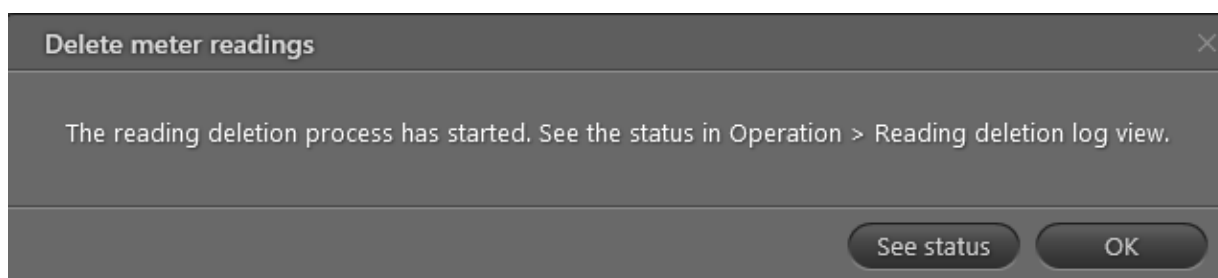 Delete meter readings
The reading deletion process has started. See the status in Operation > Reading deletion log view.
See status
OK